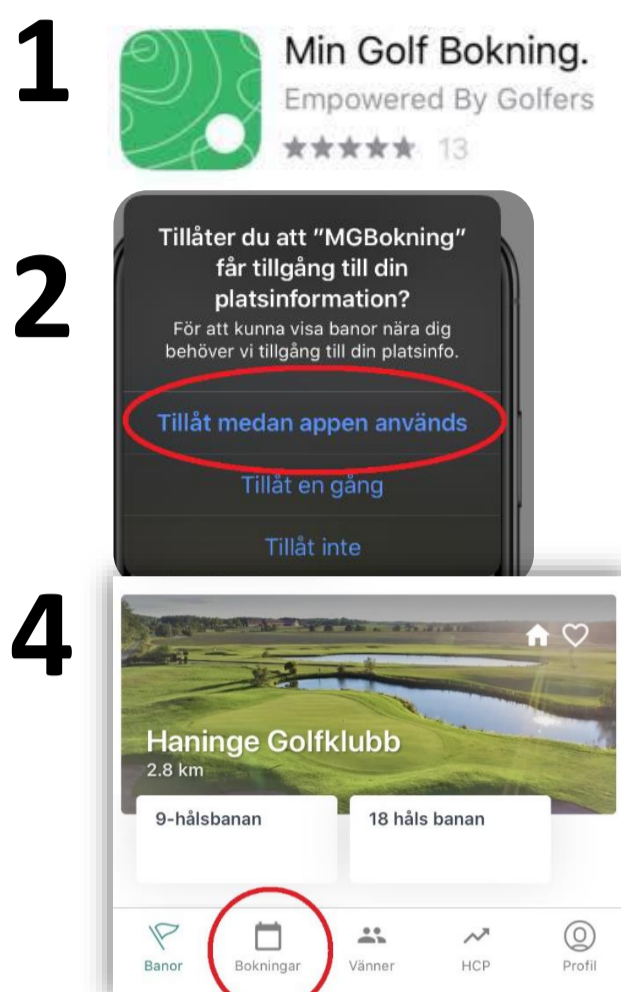 1
Min Golf Bokning.
Empowered By Golfers
13
2
Tillåter du att ”MGBokning”
får tillgång till din
platsinformation?
För att kunna visa banor nära dig
behöver vi tillgång till din platsinfo.
Tillåt medan appen används
Tillåt en gång
Tillåt inte
4
Haninge Golfklubb
2.8 km
9-hålsbanan 18 håls banan
Banor Bokningar Vänner HCP Profil